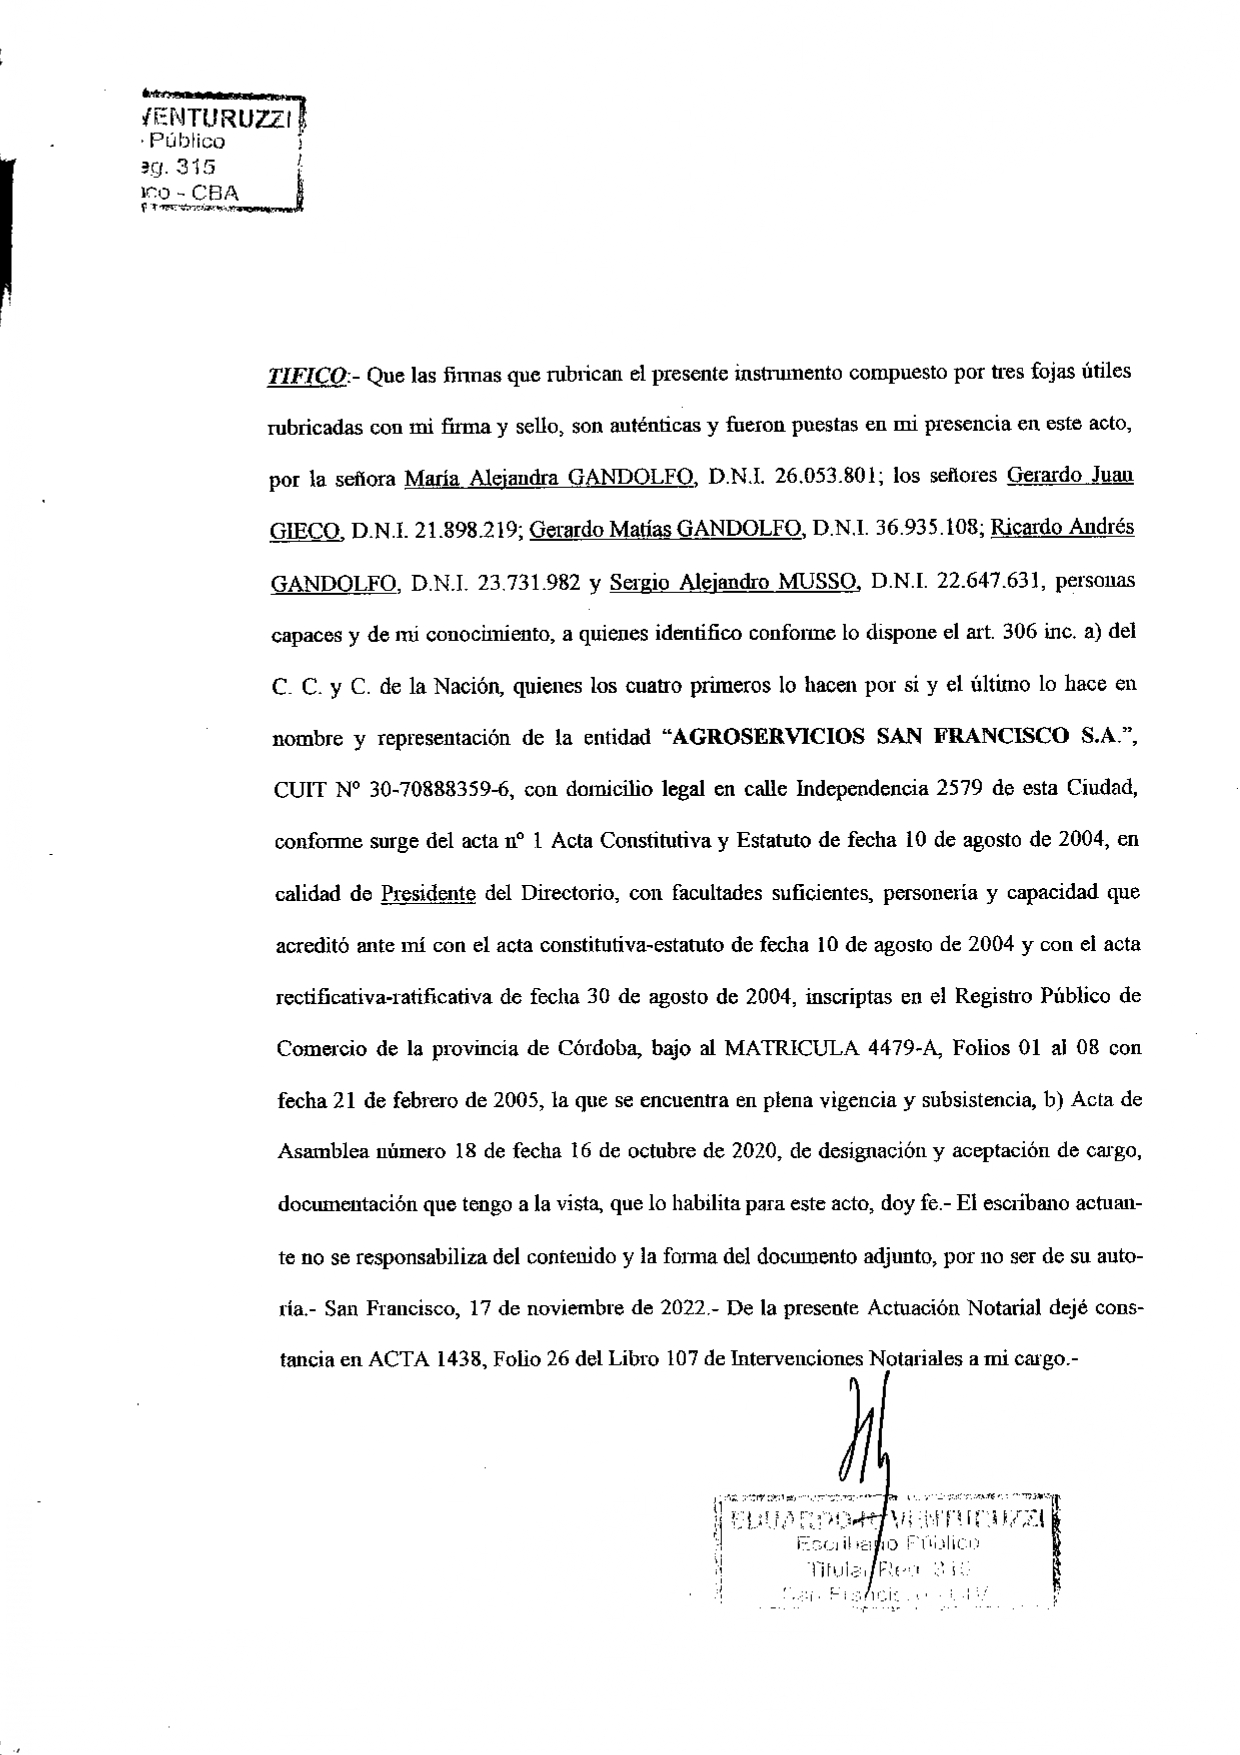 VENTURUZZI
Público
eg. 315
ico - CBA
TIFICO:- Que las firmas que rubrican el presente instrumento compuesto por tres fojas útiles
rubricadas con mi firma y sello, son auténticas y fueron puestas en mi presencia en este acto,
por la señora María Alejandra GANDOLFO, D.N.I. 26.053.801; los señores Gerardo Juan
GIECO, D.N.I. 21.898.219; Gerardo Matías GANDOLFO, D.N.I. 36.935.108; Ricardo Andrés
GANDOLFO, D.N.I. 23.731.982 y Sergio Alejandro MUSSO, D.N.I. 22.647.631, personas
capaces y de mi conocimiento, a quienes identifico conforme lo dispone el art. 306 inc. a) del
C. C. y C. de la Nación, quienes los cuatro primeros lo hacen por si y el último lo hace en
nombre y representación de la entidad “AGROSERVICIOS SAN FRANCISCO S.A.”,
CUIT Nº 30-70888359-6, con domicilio legal en calle Independencia 2579 de esta Ciudad,
conforme surge del acta nº 1 Acta Constitutiva y Estatuto de fecha 10 de agosto de 2004, en
calidad de Presidente del Directorio, con facultades suficientes, personería y capacidad que
acreditó ante mí con el acta constitutiva-estatuto de fecha 10 de agosto de 2004 y con el acta
rectificativa-ratificativa de fecha 30 de agosto de 2004, inscriptas en el Registro Público de
Comercio de la provincia de Córdoba, bajo al MATRICULA 4479-A, Folios 01 al 08 con
fecha 21 de febrero de 2005, la que se encuentra en plena vigencia y subsistencia, b) Acta de
Asamblea número 18 de fecha 16 de octubre de 2020, de designación y aceptación de cargo,
documentación que tengo a la vista, que lo habilita para este acto, doy fe.- El escribano actuan-
te no se responsabiliza del contenido y la forma del documento adjunto, por no ser de su auto-
ría.- San Francisco, 17 de noviembre de 2022.- De la presente Actuación Notarial dejé cons-
tancia en ACTA 1438, Folio 26 del Libro 107 de Intervenciones Notariales a mi cargo.-
EDUARDO VENTURUZZI
Escribano Público
Titular Reg. 315
San Francisco